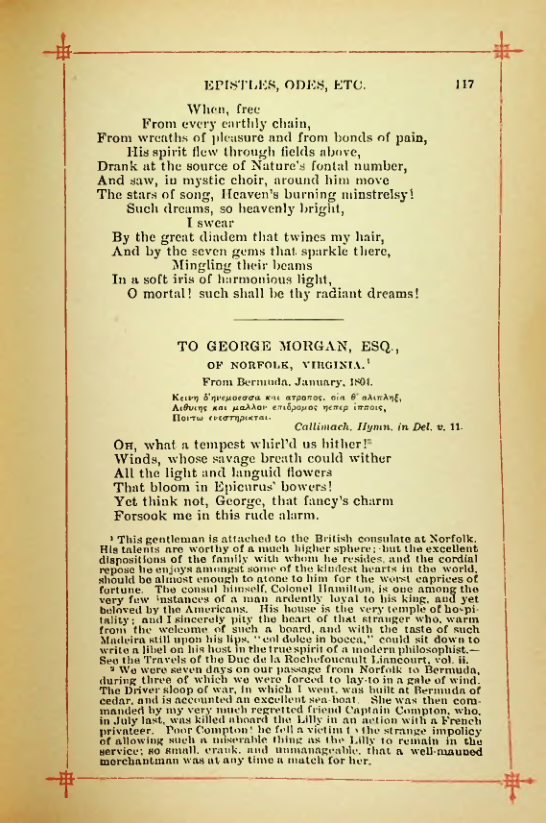 EPISTLES, ODES, ETC. 117
When, free
From every earthly chain,
From wreaths of pleasure and from bonds of pain,
His spirit flew through fields above,
Drank at the source of Nature's fontal number,
And saw, in mystic choir, around him move
The stars of song, Heaven's burning minstrelsy!
Such dreams, so heavenly bright,
I swear
By the great diadem that twines my hair,
And by the seven gems that sparkle there,
Mingling their beams
In a soft iris of harmonious light,
O mortal! such shall be thy radiant dreams!
TO GEORGE MORGAN, ESQ.,
OF NORFOLK, VIRGINIA.¹
From Bermuda, January, 1804.
Κεινη δ'ηνεμοεσσα και ατροπος, οια θ' αλιπληξ,
Αιθυιης και μαλλον επιδρομος ηεπερ ιπποις,
Ποντω ενεστηρικται.
Callimach. Hymn. in Del. v. 11.
OH, what a tempest whirl'd us hither!²
Winds, whose savage breath could wither
All the light and languid flowers
That bloom in Epicurus' bowers!
Yet think not, George, that fancy's charm
Forsook me in this rude alarm.
¹ This gentleman is attached to the British consulate at Norfolk.
His talents are worthy of a much higher sphere; but the excellent
dispositions of the family with whom he resides, and the cordial
repose he enjoys amongst some of the kindest hearts in the world,
should be almost enough to atone to him for the worst caprices of
fortune. The consul himself, Colonel Hamilton, is one among the
very few instances of a man ardently loyal to his king, and yet
beloved by the Americans. His house is the very temple of hospi-
tality; and I sincerely pity the heart of that stranger who, warm
from the welcome of such a board, and with the taste of such
Madeira still upon his lips, "col dolce in bocca," could sit down to
write a libel on his host in the true spirit of a modern philosophist.—
See the Travels of the Duc de la Rochefoucault Liancourt, vol. ii.
² We were seven days on our passage from Norfolk to Bermuda,
during three of which we were forced to lay-to in a gale of wind.
The Driver sloop of war, in which I went, was built at Bermuda of
cedar, and is accounted an excellent sea-boat. She was then com-
manded by my very much regretted friend Captain Compton, who,
in July last, was killed aboard the Lilly in an action with a French
privateer. Poor Compton! he fell a victim to the strange impolicy
of allowing such a miserable thing as the Lilly to remain in the
service; so small, crank, and unmanageable, that a well-manned
merchantman was at any time a match for her.